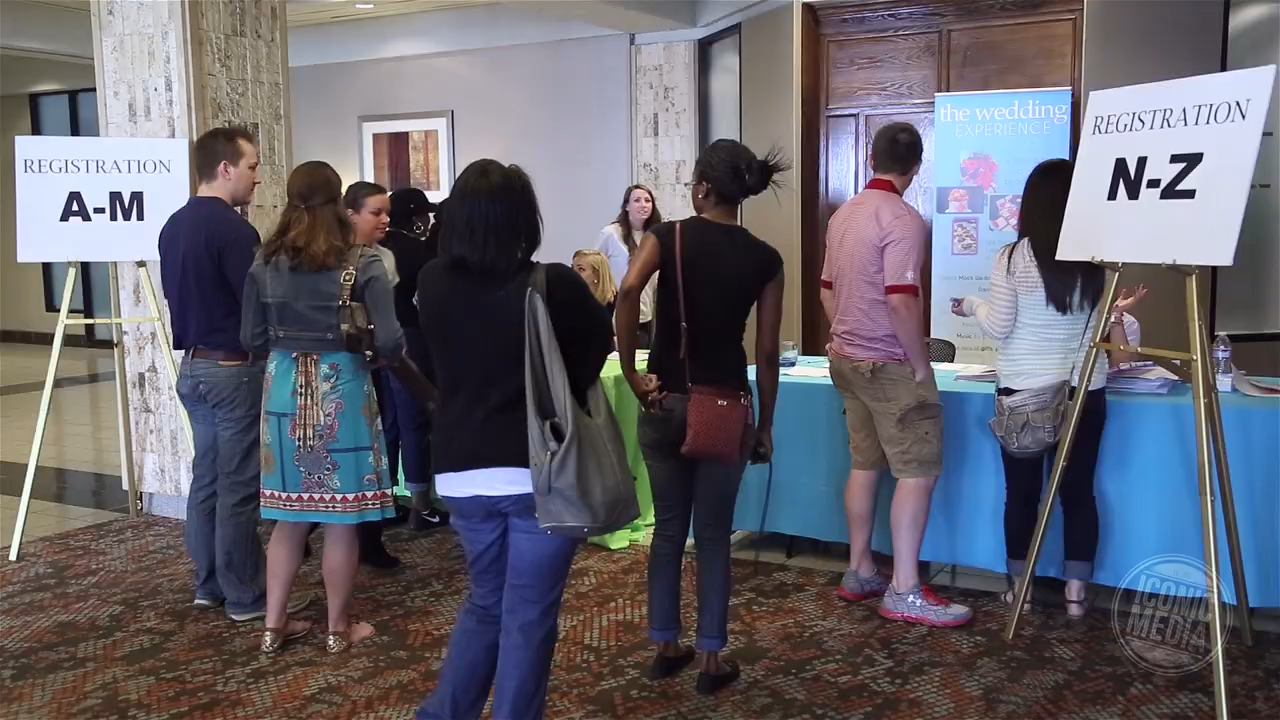 REGISTRATION
A-M
the wedding
EXPERIENCE
REGISTRATION
N-Z
ICONIC
MEDIA